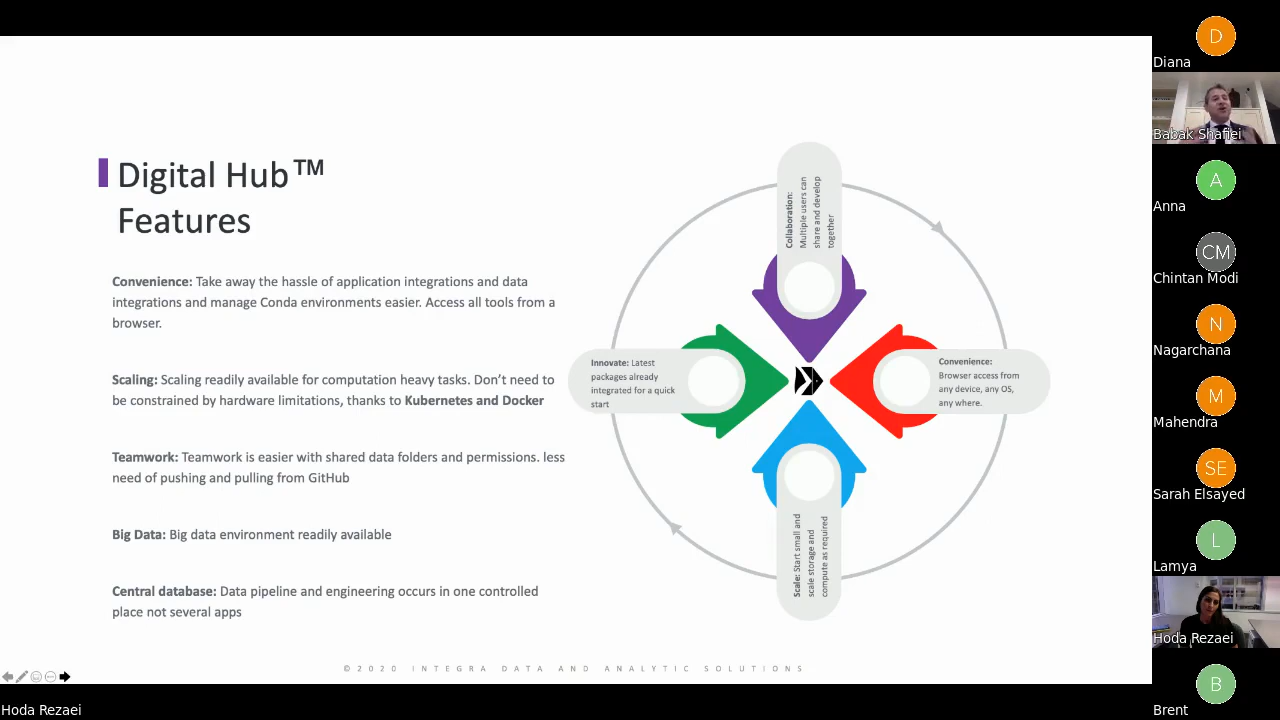 Digital Hub™
Features
Convenience: Take away the hassle of application integrations and data
integrations and manage Conda environments easier. Access all tools from a
browser.
Scaling: Scaling readily available for computation heavy tasks. Don't need to
be constrained by hardware limitations, thanks to Kubernetes and Docker
Teamwork: Teamwork is easier with shared data folders and permissions. less
need of pushing and pulling from GitHub
Big Data: Big data environment readily available
Central database: Data pipeline and engineering occurs in one controlled
place not several apps
Collaboration:
Multiple users can
share and develop
together
Innovate: Latest
packages already
integrated for a quick
start
Convenience:
Browser access from
any device, any OS,
any where.
Scale: Start small and
scale storage and
compute as required
©2020 INTEGRA DATA AND ANALYTIC SOLUTIONS
Hoda Rezaei
D
Diana
Babak Shafiei
A
Anna
CM
Chintan Modi
N
Nagarchana
M
Mahendra
SE
Sarah Elsayed
L
Lamya
Hoda Rezaei
B
Brent